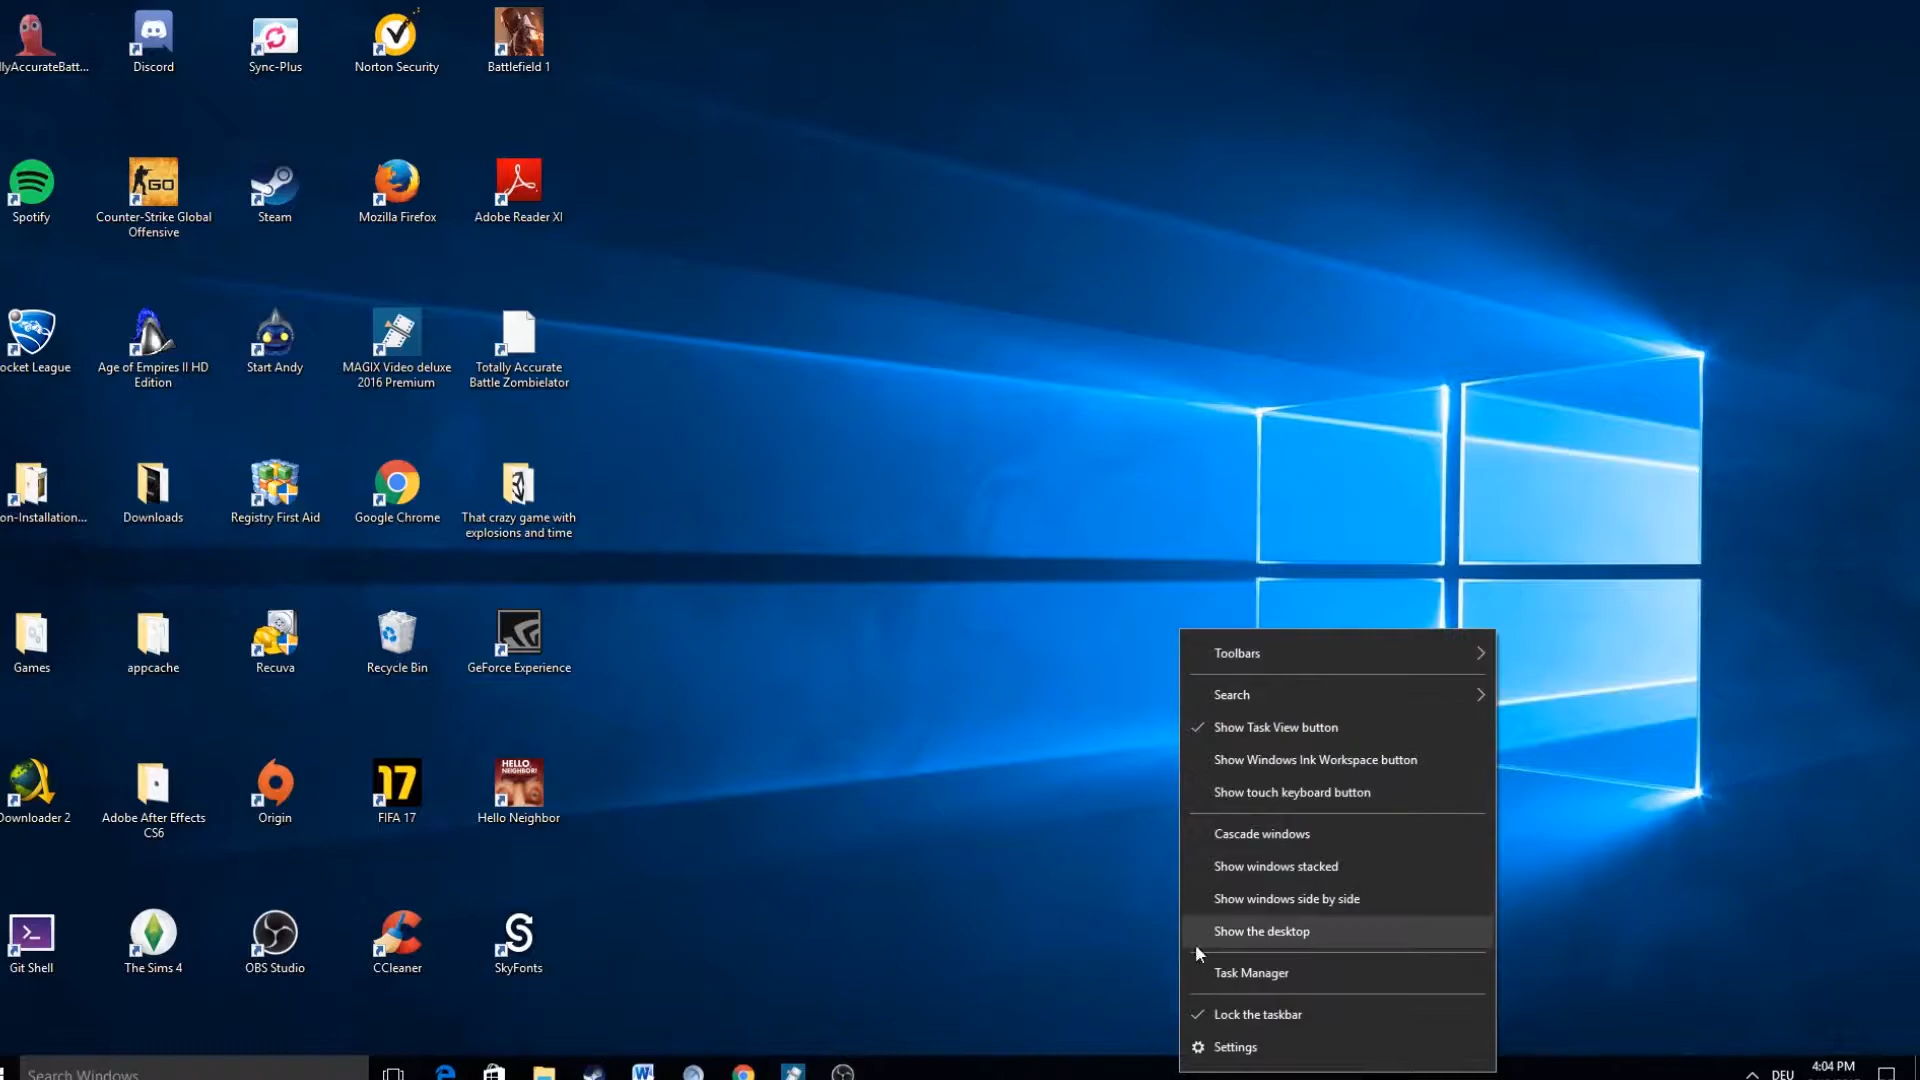 llyAccurateBatt...
Discord
Sync-Plus
Norton Security
Battlefield 1
Spotify
Counter-Strike Global
Offensive
Steam
Mozilla Firefox
Adobe Reader XI
ocket League
Age of Empires II HD
Edition
Start Andy
MAGIX Video deluxe
2016 Premium
Totally Accurate
Battle Zombielator
on-Installation...
Downloads
Registry First Aid
Google Chrome
That crazy game with
explosions and time
Games
appcache
Recuva
Recycle Bin
GeForce Experience
Downloader 2
Adobe After Effects
CS6
Origin
17
FIFA 17
HELLO
NEIGHBOR!
Hello Neighbor
Git Shell
The Sims 4
OBS Studio
CCleaner
SkyFonts
GO
Toolbars
Search
Show Task View button
Show Windows Ink Workspace button
Show touch keyboard button
Cascade windows
Show windows stacked
Show windows side by side
Show the desktop
Task Manager
Lock the taskbar
Settings
Search Windows
DEU
4:04 PM